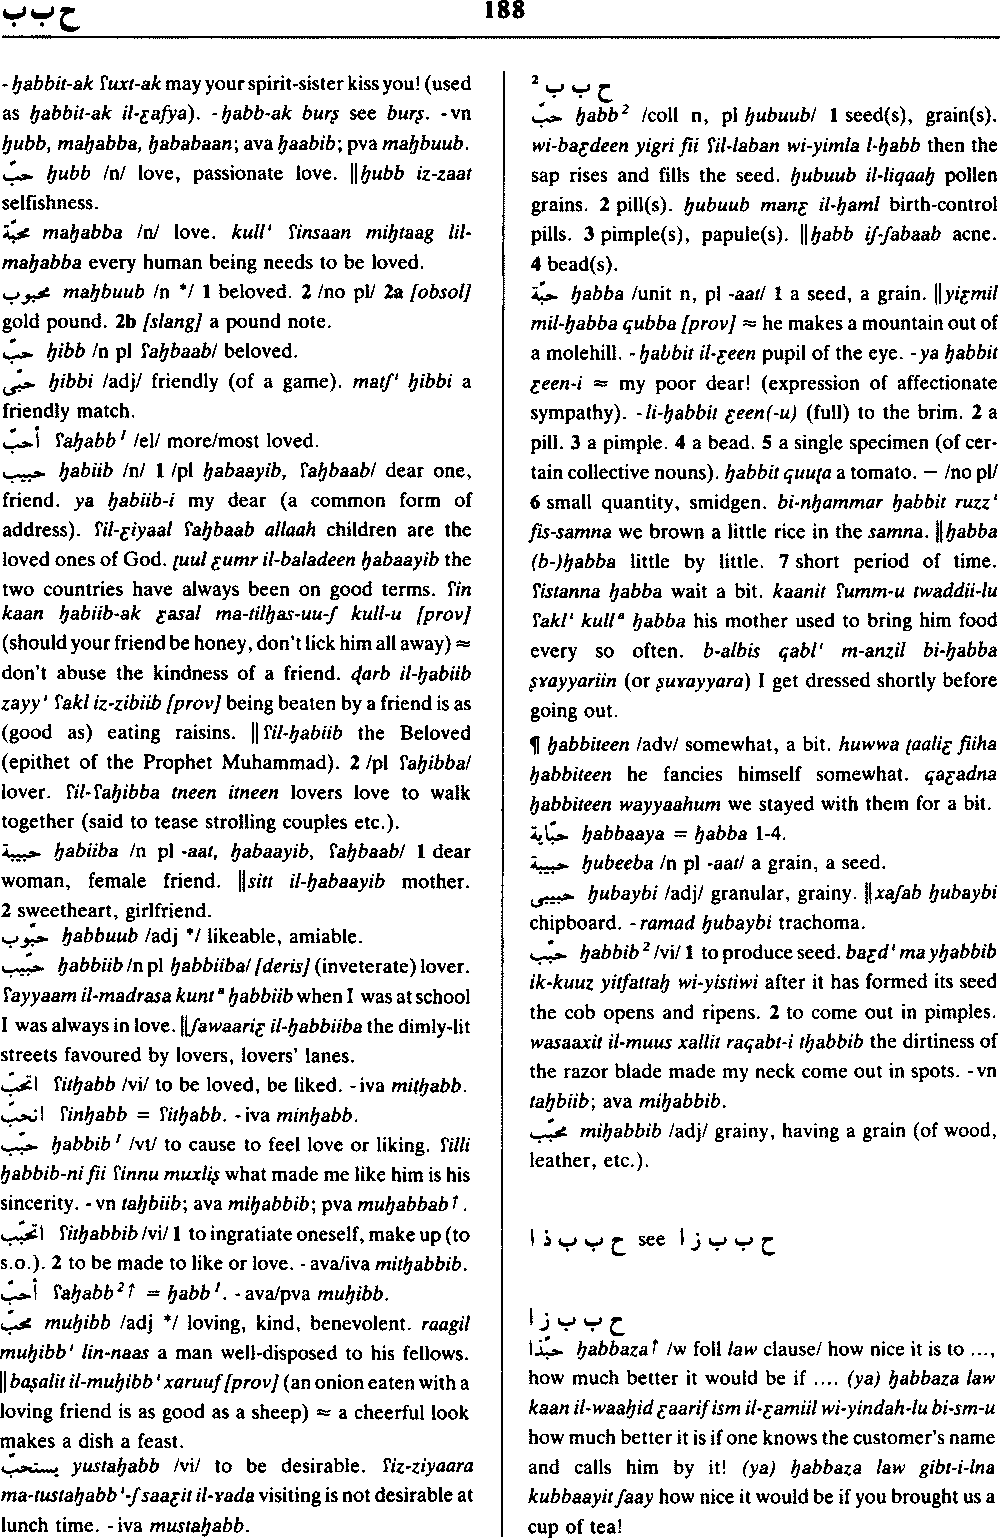 ح ب ب 188
- ḥabbit-ak ʕuxt-ak may your spirit-sister kiss you! (used
as ḥabbit-ak il-ɛafya). - ḥabb-ak burṣ see burṣ. - vn
ḥubb, maḥabba, ḥababaan; ava ḥaabib; pva maḥbuub.
حبّ ḥubb /n/ love, passionate love. ‖ḥubb iz-zaat
selfishness.
محبّة maḥabba /n/ love. kullⁱ ʕinsaan miḥtaag lil-
maḥabba every human being needs to be loved.
محبوب maḥbuub /n */ 1 beloved. 2 /no pl/ 2a [obsol]
gold pound. 2b [slang] a pound note.
حبّ ḥibb /n pl ʕaḥbaab/ beloved.
حبّي ḥibbi /adj/ friendly (of a game). matʃⁱ ḥibbi a
friendly match.
أحبّ ʕaḥabb¹ /el/ more/most loved.
حبيب ḥabiib /n/ 1 /pl ḥabaayib, ʕaḥbaab/ dear one,
friend. ya ḥabiib-i my dear (a common form of
address). ʕil-ɛiyaal ʕaḥbaab allaah children are the
loved ones of God. ṭuul ɛumr il-baladeen ḥabaayib the
two countries have always been on good terms. ʕin
kaan ḥabiib-ak ɛasal ma-tilḥas-uu-ʃ kull-u [prov]
(should your friend be honey, don't lick him all away) ≈
don't abuse the kindness of a friend. ḍarb il-ḥabiib
zayyⁱ ʕakl iz-zibiib [prov] being beaten by a friend is as
(good as) eating raisins. ‖ʕil-ḥabiib the Beloved
(epithet of the Prophet Muhammad). 2 /pl ʕaḥibba/
lover. ʕil-ʕaḥibba tneen itneen lovers love to walk
together (said to tease strolling couples etc.).
حبيبة ḥabiiba /n pl -aat, ḥabaayib, ʕaḥbaab/ 1 dear
woman, female friend. ‖sitt il-ḥabaayib mother.
2 sweetheart, girlfriend.
حبّوب ḥabbuub /adj */ likeable, amiable.
حبّيب ḥabbiib /n pl ḥabbiiba/ [deris] (inveterate) lover.
ʕayyaam il-madrasa kuntᵃ ḥabbiib when I was at school
I was always in love. ‖ʃawaariɛ il-ḥabbiiba the dimly-lit
streets favoured by lovers, lovers' lanes.
اتحبّ ʕitḥabb /vi/ to be loved, be liked. - iva mitḥabb.
انحبّ ʕinḥabb = ʕitḥabb. - iva minḥabb.
حبّب ḥabbib¹ /vt/ to cause to feel love or liking. ʕilli
ḥabbib-ni fii ʕinnu muxliṣ what made me like him is his
sincerity. - vn taḥbiib; ava miḥabbib; pva muḥabbab↑.
اتحبّب ʕitḥabbib /vi/ 1 to ingratiate oneself, make up (to
s.o.). 2 to be made to like or love. - ava/iva mitḥabbib.
أحبّ ʕaḥabb²↑ = ḥabb¹. - ava/pva muḥibb.
محبّ muḥibb /adj */ loving, kind, benevolent. raagil
muḥibbⁱ lin-naas a man well-disposed to his fellows.
‖baṣalit il-muḥibbⁱ xaruuf [prov] (an onion eaten with a
loving friend is as good as a sheep) ≈ a cheerful look
makes a dish a feast.
يستحبّ yustaḥabb /vi/ to be desirable. ʕiz-ziyaara
ma-tustaḥabbⁱ-ʃ saaɛit il-ɣada visiting is not desirable at
lunch time. - iva mustaḥabb.
ح ب ب ²
حبّ ḥabb² /coll n, pl ḥubuub/ 1 seed(s), grain(s).
wi-baɛdeen yigri fii ʕil-laban wi-yimla l-ḥabb then the
sap rises and fills the seed. ḥubuub il-liqaaḥ pollen
grains. 2 pill(s). ḥubuub manɛ il-ḥaml birth-control
pills. 3 pimple(s), papule(s). ‖ḥabb iʃ-ʃabaab acne.
4 bead(s).
حبّة ḥabba /unit n, pl -aat/ 1 a seed, a grain. ‖yiɛmil
mil-ḥabba qubba [prov] ≈ he makes a mountain out of
a molehill. - ḥabbit il-ɛeen pupil of the eye. - ya ḥabbit
ɛeen-i ≈ my poor dear! (expression of affectionate
sympathy). - li-ḥabbit ɛeen(-u) (full) to the brim. 2 a
pill. 3 a pimple. 4 a bead. 5 a single specimen (of cer-
tain collective nouns). ḥabbit quuṭa a tomato. — /no pl/
6 small quantity, smidgen. bi-nḥammar ḥabbit ruzzⁱ
fis-samna we brown a little rice in the samna. ‖ḥabba
(b-)ḥabba little by little. 7 short period of time.
ʕistanna ḥabba wait a bit. kaanit ʕumm-u twaddii-lu
ʕaklⁱ kullᵃ ḥabba his mother used to bring him food
every so often. b-albis qablⁱ m-anzil bi-ḥabba
ṣɣayyariin (or ṣuɣayyara) I get dressed shortly before
going out.
¶ ḥabbiteen /adv/ somewhat, a bit. huwwa ṭaaliɛ fiiha
ḥabbiteen he fancies himself somewhat. qaɛadna
ḥabbiteen wayyaahum we stayed with them for a bit.
حبّاية ḥabbaaya = ḥabba 1-4.
حبيبة ḥubeeba /n pl -aat/ a grain, a seed.
حبيبي ḥubaybi /adj/ granular, grainy. ‖xaʃab ḥubaybi
chipboard. - ramad ḥubaybi trachoma.
حبّب ḥabbib² /vi/ 1 to produce seed. baɛdⁱ ma yḥabbib
ik-kuuz yitfattaḥ wi-yistiwi after it has formed its seed
the cob opens and ripens. 2 to come out in pimples.
wasaaxit il-muus xallit raqabt-i tḥabbib the dirtiness of
the razor blade made my neck come out in spots. - vn
taḥbiib; ava miḥabbib.
محبّب miḥabbib /adj/ grainy, having a grain (of wood,
leather, etc.).
ح ب ب ذ ا see ح ب ب ز ا
ح ب ب ز ا
حبّذا ḥabbaza↑ /w foll law clause/ how nice it is to ...,
how much better it would be if .... (ya) ḥabbaza law
kaan il-waaḥid ɛaarif ism il-ɛamiil wi-yindah-lu bi-sm-u
how much better it is if one knows the customer's name
and calls him by it! (ya) ḥabbaza law gibt-i-lna
kubbaayit ʃaay how nice it would be if you brought us a
cup of tea!